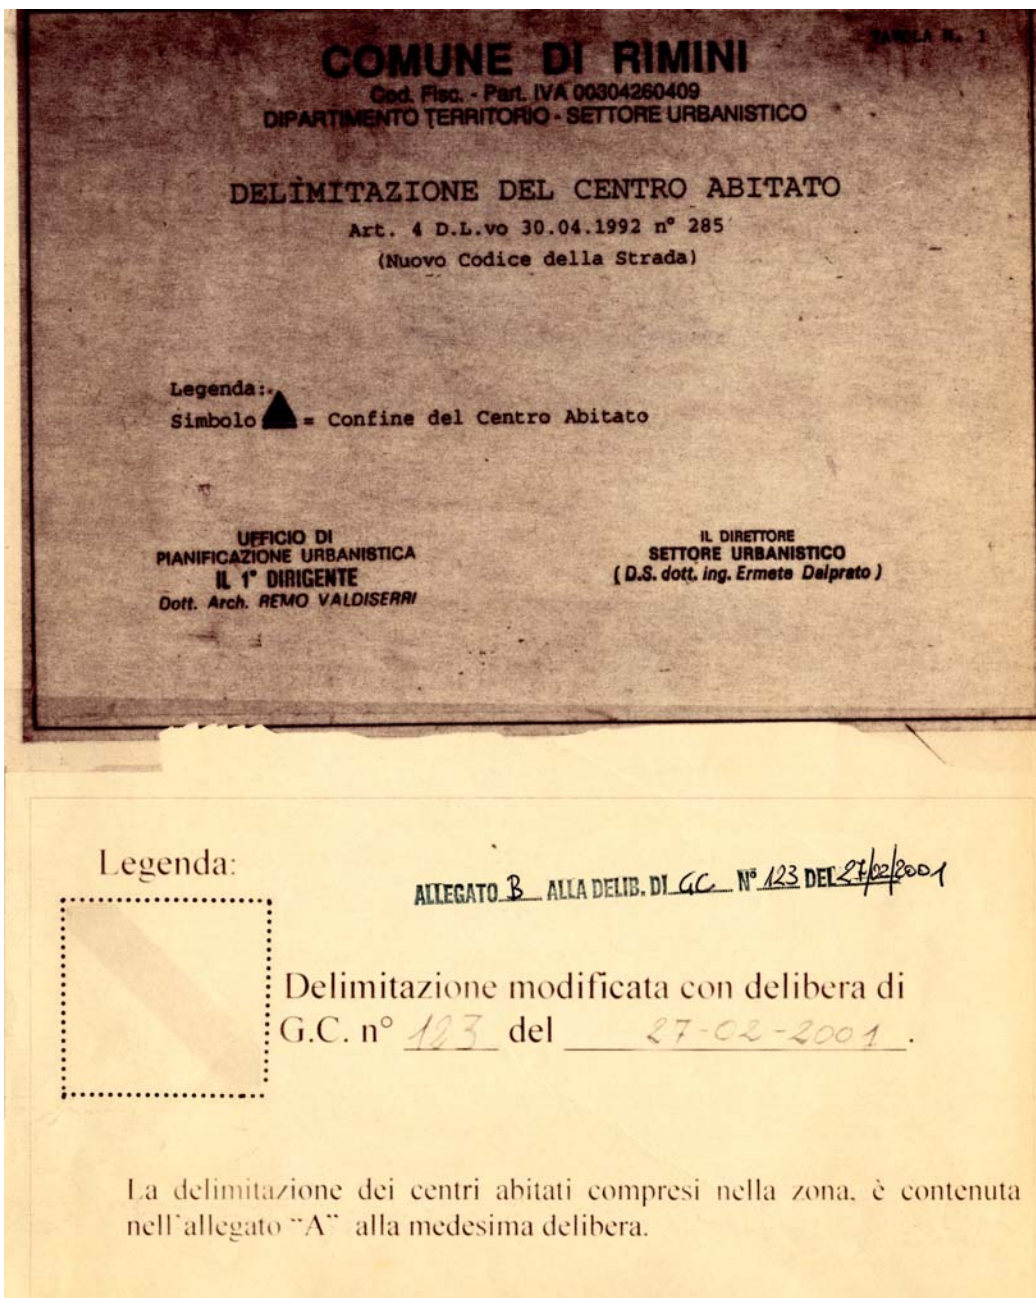 TAVOLA N. 1
COMUNE DI RIMINI
Cod. Fisc. - Part. IVA 00304260409
DIPARTIMENTO TERRITORIO - SETTORE URBANISTICO
DELIMITAZIONE DEL CENTRO ABITATO
Art. 4 D.L.vo 30.04.1992 n° 285
(Nuovo Codice della Strada)
Legenda:
Simbolo ▲ = Confine del Centro Abitato
UFFICIO DI
PIANIFICAZIONE URBANISTICA
IL 1° DIRIGENTE
Dott. Arch. REMO VALDISERRI
IL DIRETTORE
SETTORE URBANISTICO
( D.S. dott. ing. Ermete Dalprato )
Legenda:
ALLEGATO B ALLA DELIB. DI G.C. N° 123 DEL 27/02/2001
Delimitazione modificata con delibera di
G.C. n° 123 del 27-02-2001.
La delimitazione dei centri abitati compresi nella zona, è contenuta
nell'allegato "A" alla medesima delibera.